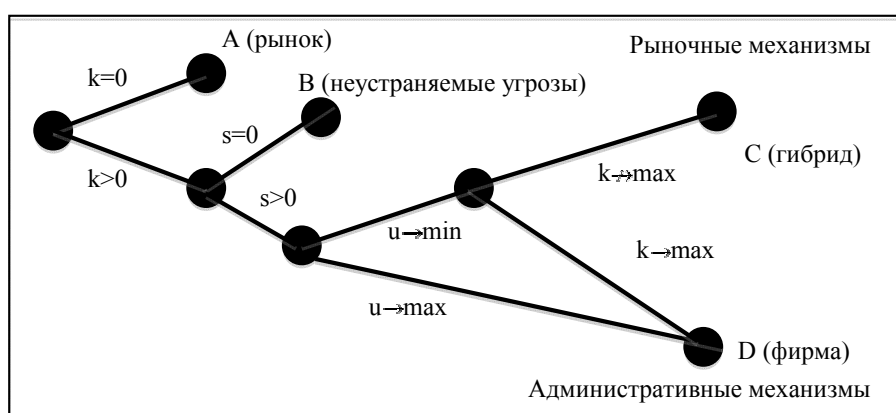 A (рынок)
Рыночные механизмы
k=0
B (неустраняемые угрозы)
s=0
C (гибрид)
k↛max
k>0
s>0
u→min
k→max
u→max
D (фирма)
Административные механизмы